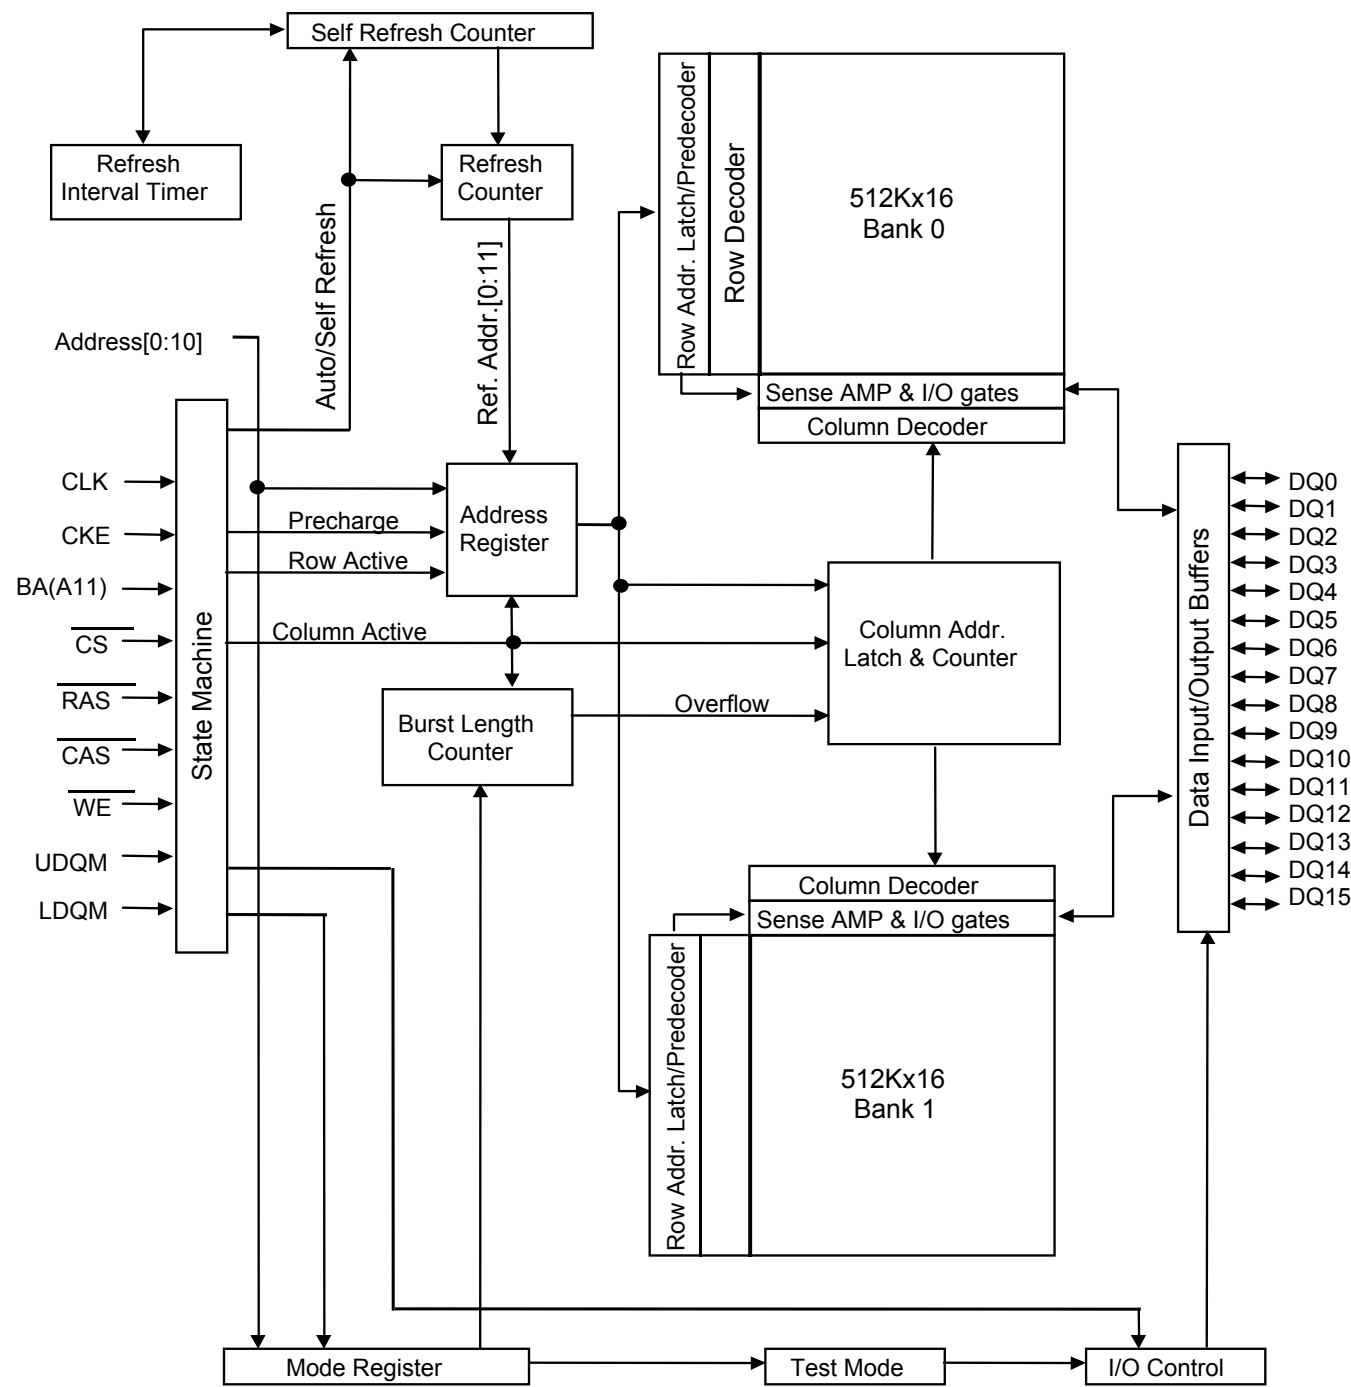 Self Refresh Counter
Refresh
Interval Timer
Refresh
Counter
Auto/Self Refresh
Ref. Addr.[0:11]
Row Addr. Latch/Predecoder
Row Decoder
512Kx16
Bank 0
Sense AMP & I/O gates
Column Decoder
Address[0:10]
CLK
CKE
BA(A11)
CS
RAS
CAS
WE
UDQM
LDQM
State Machine
Precharge
Row Active
Column Active
Address
Register
Burst Length
Counter
Overflow
Column Addr.
Latch & Counter
Data Input/Output Buffers
DQ0
DQ1
DQ2
DQ3
DQ4
DQ5
DQ6
DQ7
DQ8
DQ9
DQ10
DQ11
DQ12
DQ13
DQ14
DQ15
Column Decoder
Sense AMP & I/O gates
Row Addr. Latch/Predecoder
512Kx16
Bank 1
Mode Register
Test Mode
I/O Control